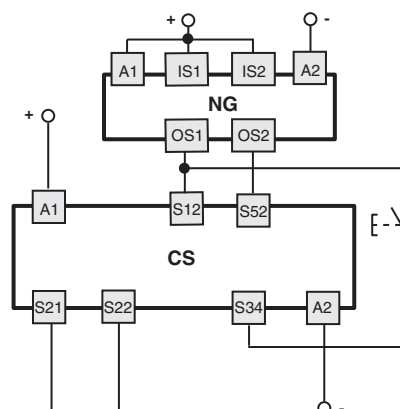 + -
A1 IS1 IS2 A2
NG
+
OS1 OS2
A1 S12 S52
CS
S21 S22 S34 A2
-